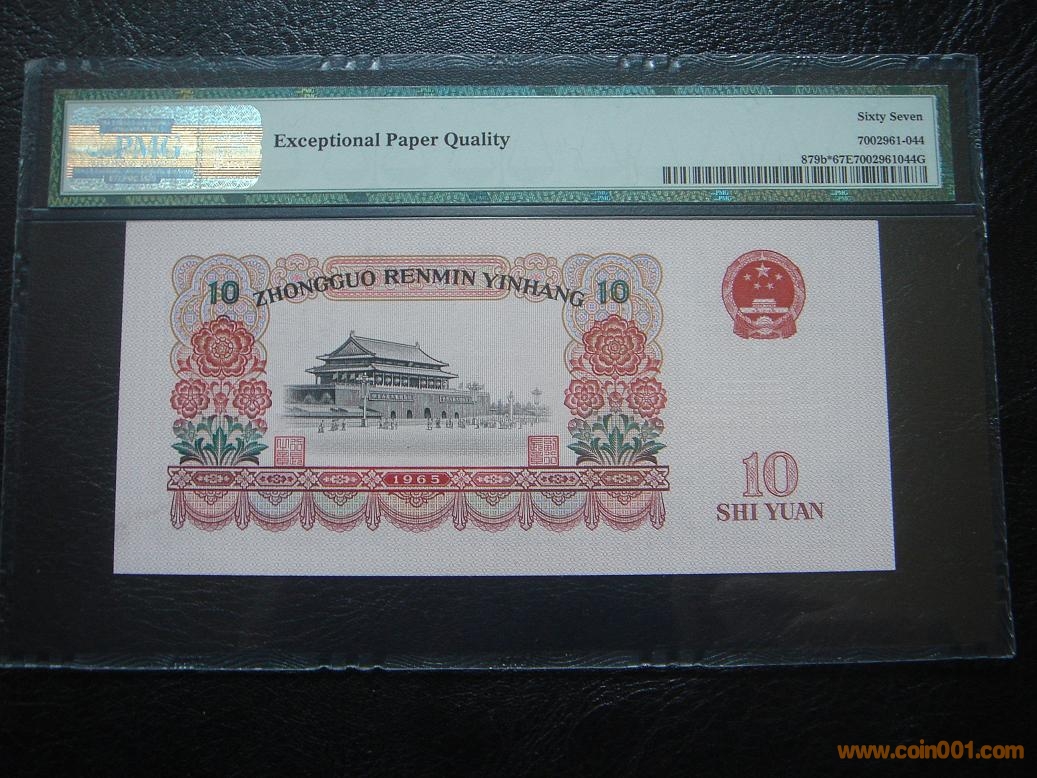 PMG
Exceptional Paper Quality
Sixty Seven
7002961-044
879b*67E7002961044G
10 ZHONGGUO RENMIN YINHANG 10
1965
10
SHI YUAN
www.coin001.com